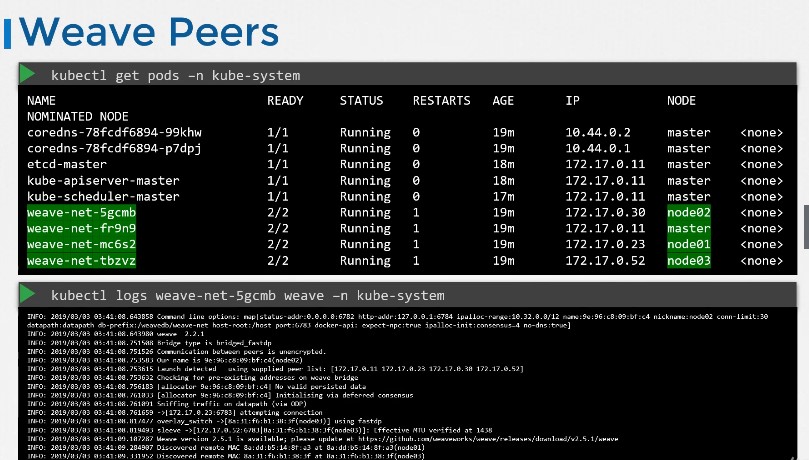 Weave Peers
kubectl get pods –n kube-system
NAME READY STATUS RESTARTS AGE IP NODE
NOMINATED NODE
coredns-78fcdf6894-99khw 1/1 Running 0 19m 10.44.0.2 master <none>
coredns-78fcdf6894-p7dpj 1/1 Running 0 19m 10.44.0.1 master <none>
etcd-master 1/1 Running 0 18m 172.17.0.11 master <none>
kube-apiserver-master 1/1 Running 0 18m 172.17.0.11 master <none>
kube-scheduler-master 1/1 Running 0 17m 172.17.0.11 master <none>
weave-net-5gcmb 2/2 Running 1 19m 172.17.0.30 node02 <none>
weave-net-fr9n9 2/2 Running 1 19m 172.17.0.11 master <none>
weave-net-mc6s2 2/2 Running 1 19m 172.17.0.23 node01 <none>
weave-net-tbzvz 2/2 Running 1 19m 172.17.0.52 node03 <none>
kubectl logs weave-net-5gcmb weave –n kube-system
INFO: 2019/03/03 03:41:08.643858 Command line options: map[status-addr:0.0.0.0:6782 http-addr:127.0.0.1:6784 ipalloc-range:10.32.0.0/12 name:9e:96:c8:09:bf:c4 nickname:node02 conn-limit:30
datapath:datapath db-prefix:/weavedb/weave-net host-root:/host port:6783 docker-api: expect-npc:true ipalloc-init:consensus=4 no-dns:true]
INFO: 2019/03/03 03:41:08.643980 weave 2.2.1
INFO: 2019/03/03 03:41:08.751508 Bridge type is bridged_fastdp
INFO: 2019/03/03 03:41:08.751526 Communication between peers is unencrypted.
INFO: 2019/03/03 03:41:08.753583 Our name is 9e:96:c8:09:bf:c4(node02)
INFO: 2019/03/03 03:41:08.753615 Launch detected - using supplied peer list: [172.17.0.11 172.17.0.23 172.17.0.30 172.17.0.52]
INFO: 2019/03/03 03:41:08.753632 Checking for pre-existing addresses on weave bridge
INFO: 2019/03/03 03:41:08.756183 [allocator 9e:96:c8:09:bf:c4] No valid persisted data
INFO: 2019/03/03 03:41:08.761033 [allocator 9e:96:c8:09:bf:c4] Initialising via deferred consensus
INFO: 2019/03/03 03:41:08.761091 Sniffing traffic on datapath (via ODP)
INFO: 2019/03/03 03:41:08.761659 ->[172.17.0.23:6783] attempting connection
INFO: 2019/03/03 03:41:08.817477 overlay_switch ->[8a:31:f6:b1:38:3f(node03)] using fastdp
INFO: 2019/03/03 03:41:08.819493 sleeve ->[172.17.0.52:6783|8a:31:f6:b1:38:3f(node03)]: Effective MTU verified at 1438
INFO: 2019/03/03 03:41:09.107287 Weave version 2.5.1 is available; please update at https://github.com/weaveworks/weave/releases/download/v2.5.1/weave
INFO: 2019/03/03 03:41:09.284907 Discovered remote MAC 8a:dd:b5:14:8f:a3 at 8a:dd:b5:14:8f:a3(node01)
INFO: 2019/03/03 03:41:09.331952 Discovered remote MAC 8a:31:f6:b1:38:3f at 8a:31:f6:b1:38:3f(node03)